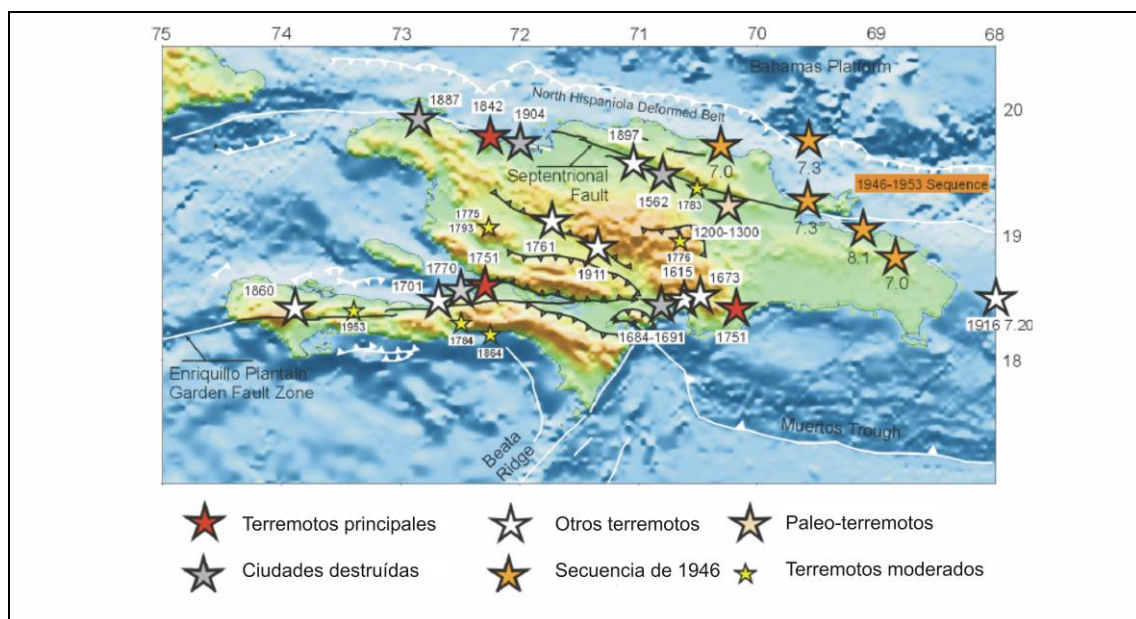 75 74 73 72 71 70 69 68
Bahamas Platform
20
North Hispaniola Deformed Belt
1887 1842 1904
1897
Septentrional
Fault
7.0
7.3
1946-1953 Sequence
1562 1783
1200-1300
7.3
19
1775
1793
1761
1911
1776
8.1
7.0
1860
1701
1770
1751
1615
1673
1953
1784
1864
1684-1691
1751
1916 7.20
18
Enriquillo Plantain
Garden Fault Zone
Beata
Ridge
Muertos Trough
Terremotos principales
Otros terremotos
Paleo-terremotos
Ciudades destruídas
Secuencia de 1946
Terremotos moderados